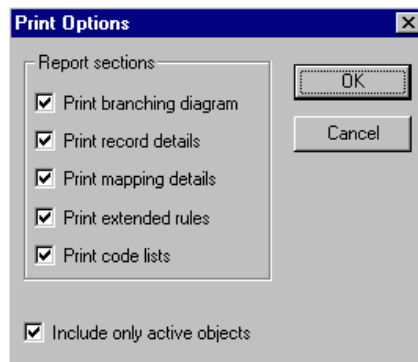 Print Options
Report sections
Print branching diagram
Print record details
Print mapping details
Print extended rules
Print code lists
OK
Cancel
Include only active objects